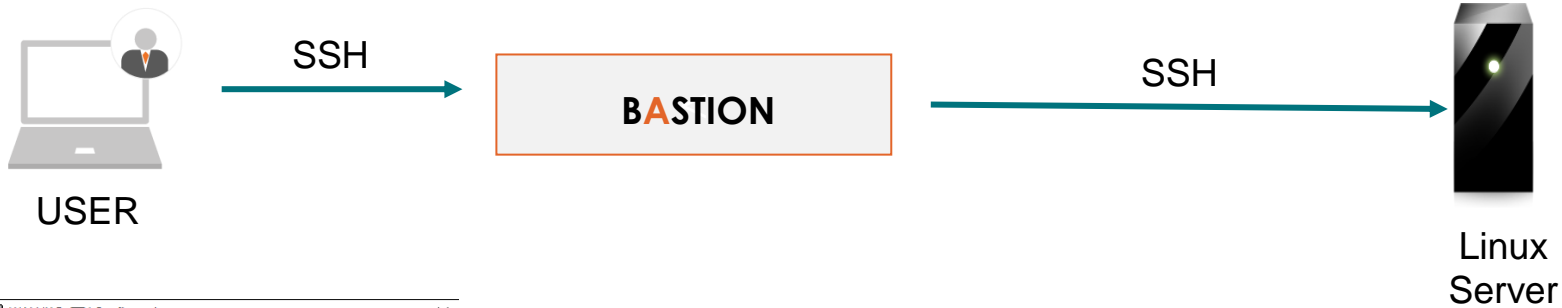 SSH
BASTION
SSH
USER
Linux
Server